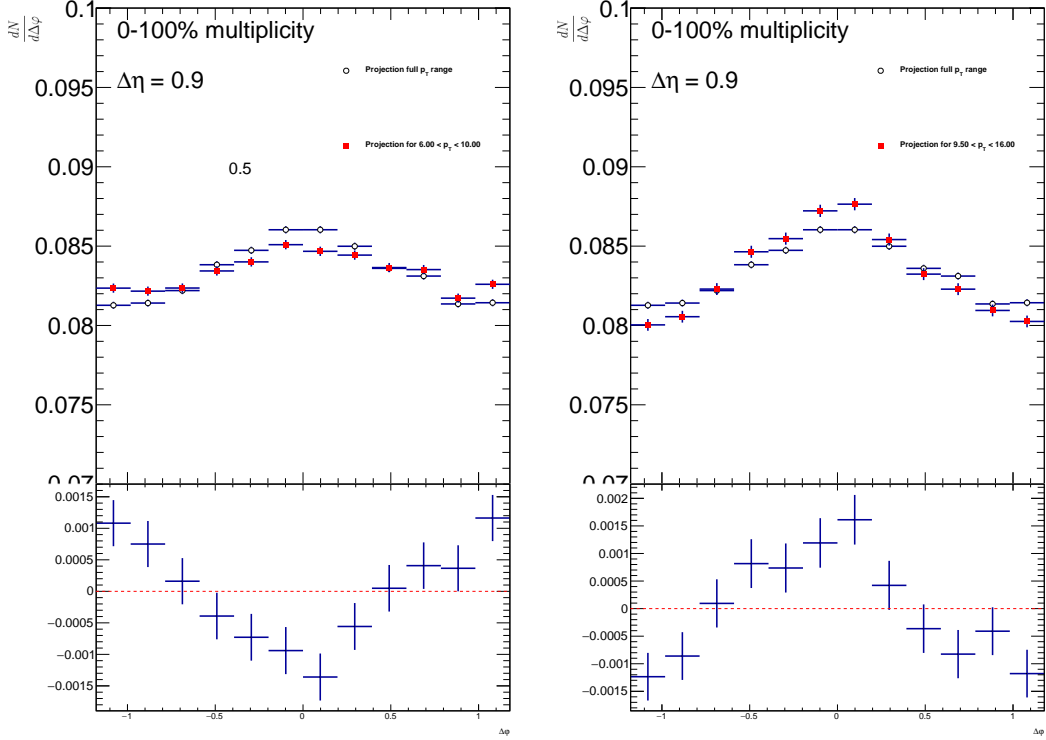 dN
dΔφ
0.1
0-100% multiplicity
Projection full p_T range
0.095
Δη = 0.9
Projection for 6.00 < p_T < 10.00
0.09
0.5
0.085
0.08
0.075
0.07
0.0015
0.001
0.0005
0
−0.0005
−0.001
−0.0015
−1
−0.5
0
0.5
1
Δφ
dN
dΔφ
0.1
0-100% multiplicity
Projection full p_T range
0.095
Δη = 0.9
Projection for 9.50 < p_T < 16.00
0.09
0.085
0.08
0.075
0.07
0.002
0.0015
0.001
0.0005
0
−0.0005
−0.001
−0.0015
−1
−0.5
0
0.5
1
Δφ